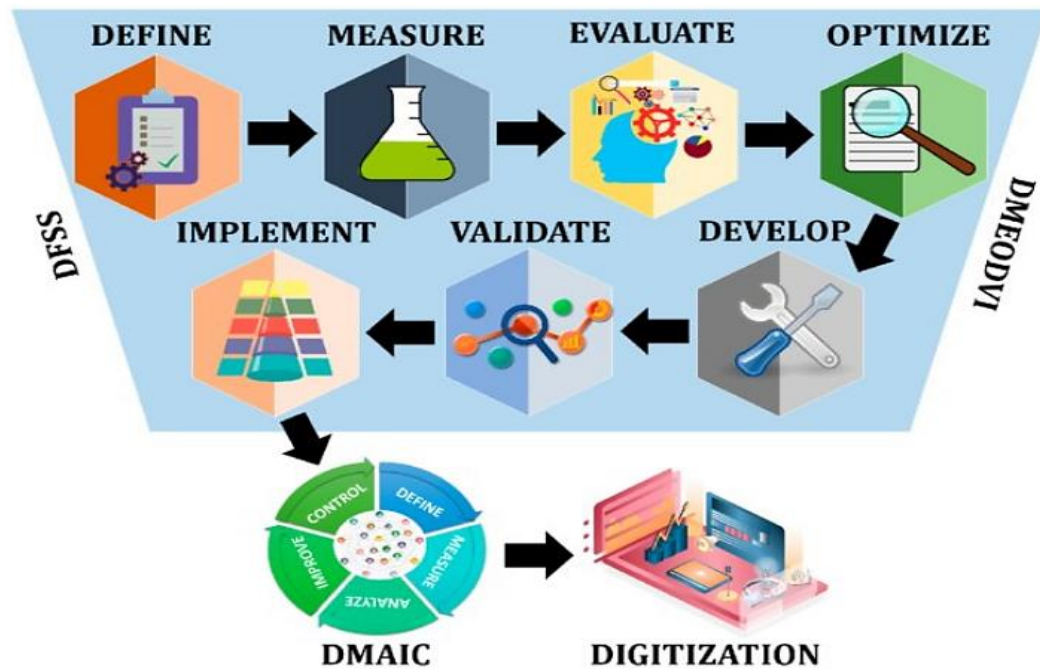 DEFINE
MEASURE
EVALUATE
OPTIMIZE
DFSS
DMEODVI
IMPLEMENT
VALIDATE
DEVELOP
CONTROL
DEFINE
MEASURE
ANALYZE
IMPROVE
DMAIC
DIGITIZATION